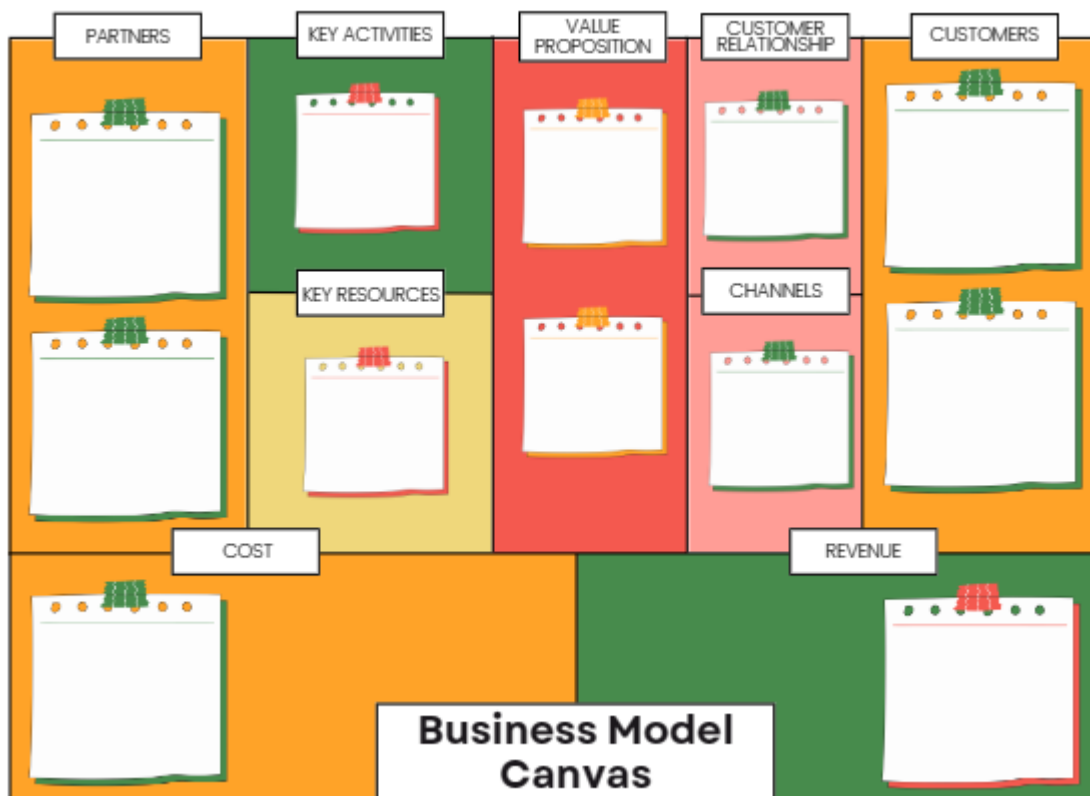 PARTNERS
KEY ACTIVITIES
VALUE
PROPOSITION
CUSTOMER
RELATIONSHIP
CUSTOMERS
KEY RESOURCES
CHANNELS
COST
REVENUE
Business Model
Canvas